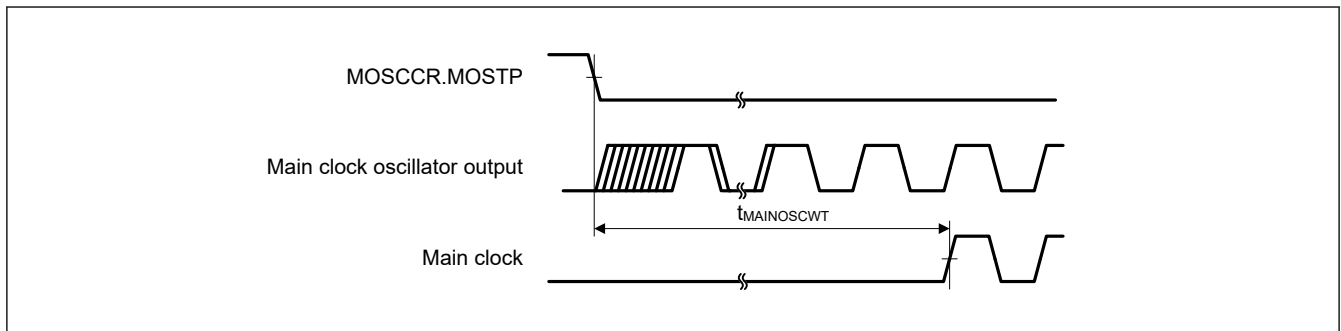 MOSCCR.MOSTP
Main clock oscillator output
tMAINOSCWT
Main clock